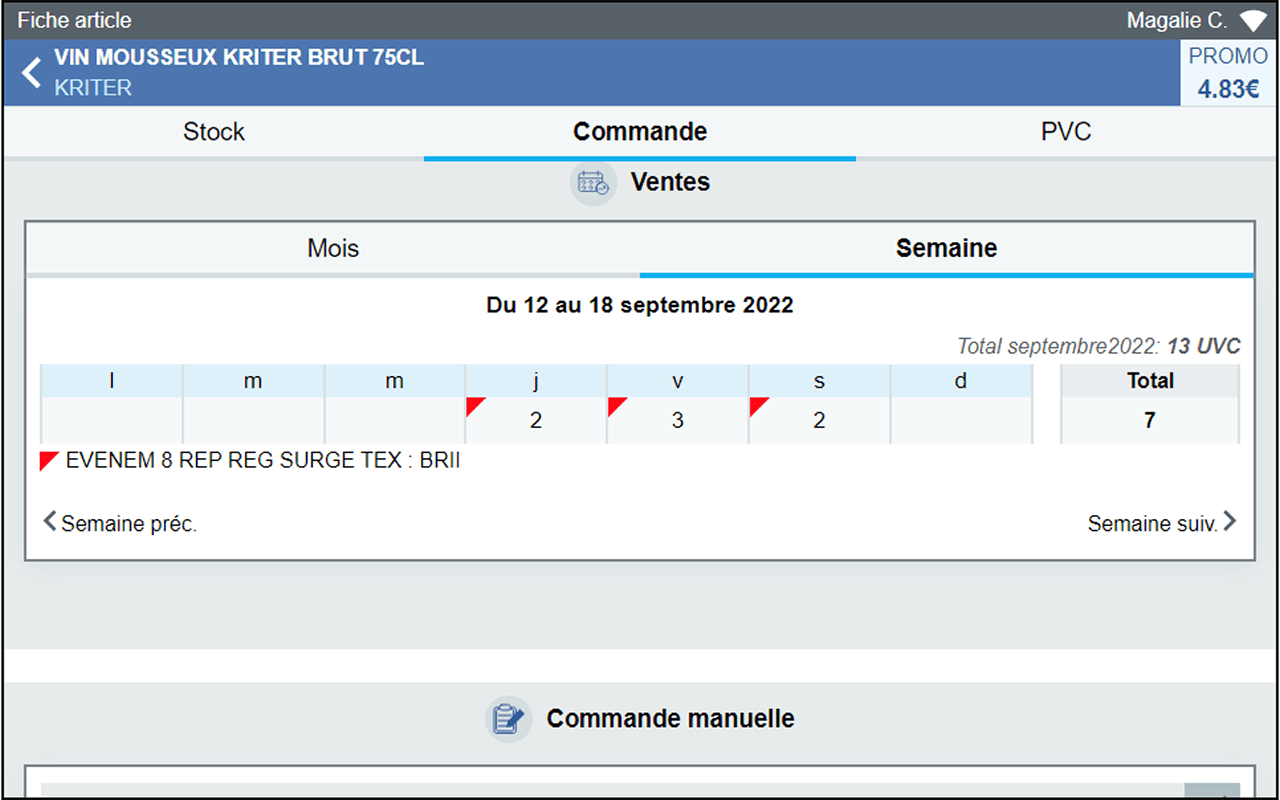 Fiche article
Magalie C.
VIN MOUSSEUX KRITER BRUT 75CL
KRITER
PROMO
4.83€
Stock
Commande
PVC
Ventes
Mois
Semaine
Du 12 au 18 septembre 2022
Total septembre2022: 13 UVC
l m m j v s d Total
2 3 2 7
EVENEM 8 REP REG SURGE TEX : BRII
Semaine préc.
Semaine suiv.
Commande manuelle